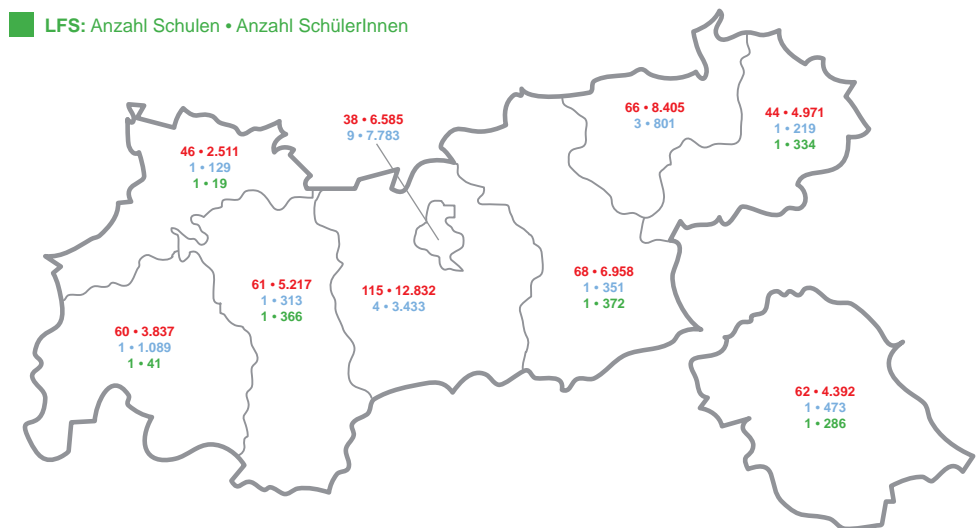 LFS: Anzahl Schulen • Anzahl SchülerInnen
38 • 6.585
9 • 7.783
66 • 8.405
3 • 801
44 • 4.971
1 • 219
1 • 334
46 • 2.511
1 • 129
1 • 19
61 • 5.217
1 • 313
1 • 366
115 • 12.832
4 • 3.433
68 • 6.958
1 • 351
1 • 372
60 • 3.837
1 • 1.089
1 • 41
62 • 4.392
1 • 473
1 • 286